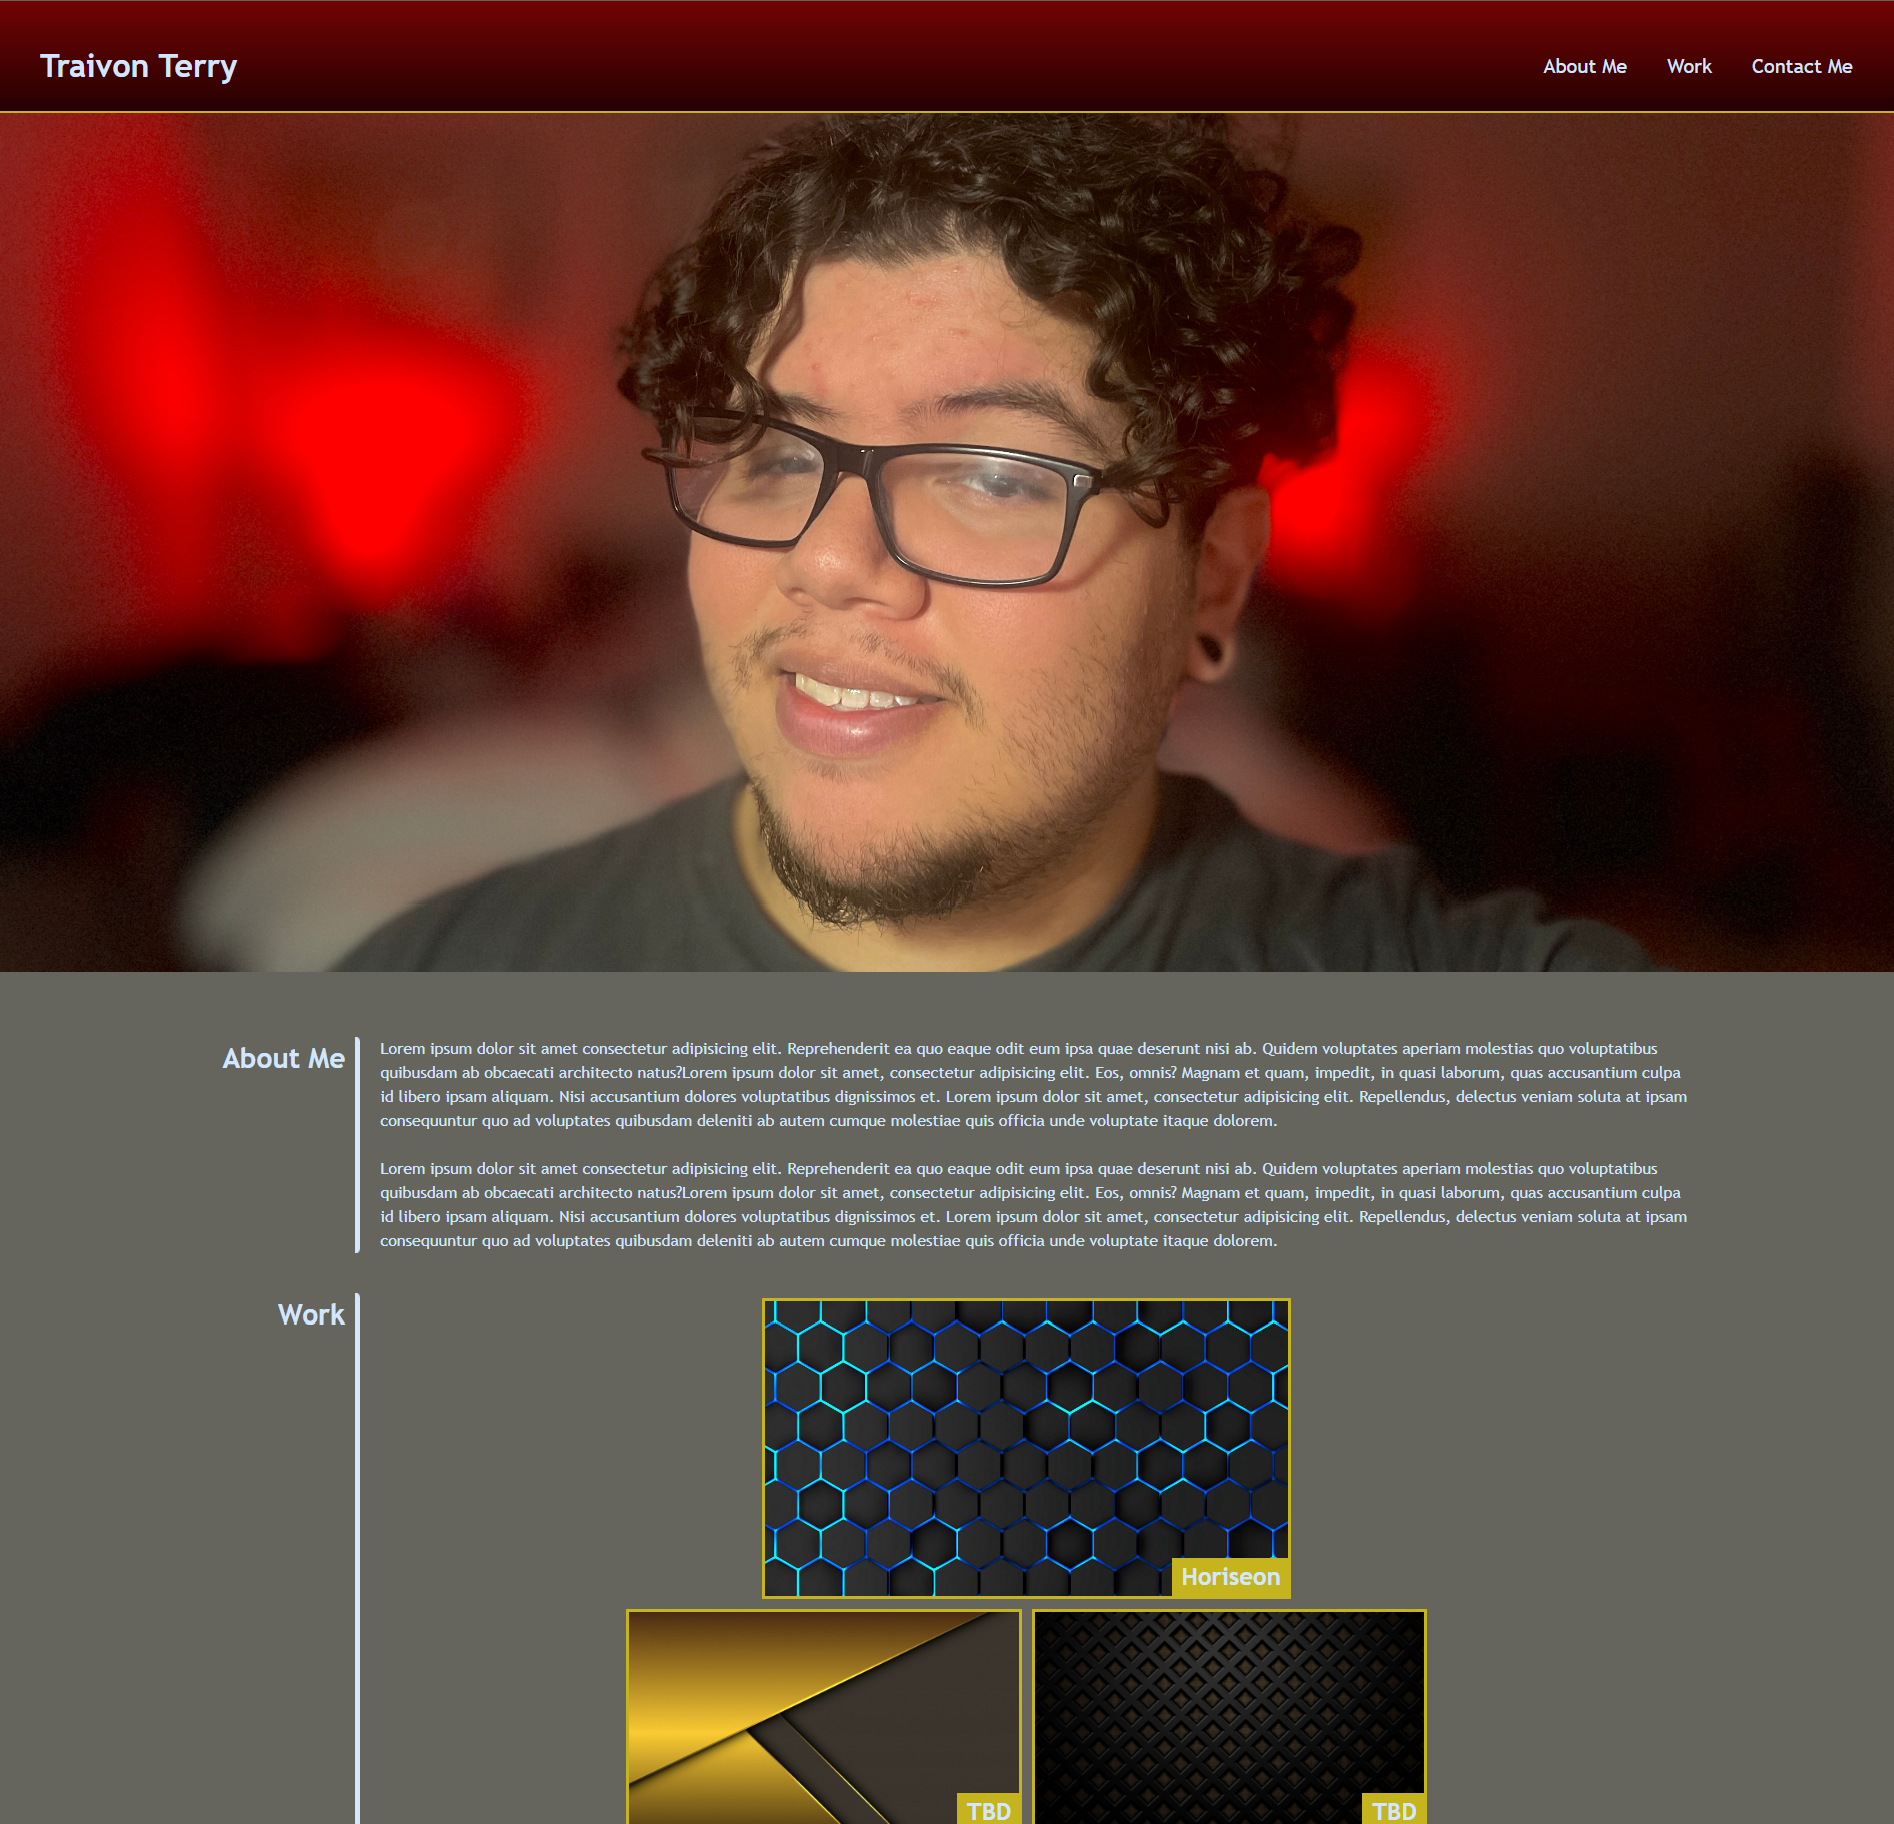 Traivon Terry
About Me
Work
Contact Me
About Me
Lorem ipsum dolor sit amet consectetur adipisicing elit. Reprehenderit ea quo eaque odit eum ipsa quae deserunt nisi ab. Quidem voluptates aperiam molestias quo voluptatibus
quibusdam ab obcaecati architecto natus?Lorem ipsum dolor sit amet, consectetur adipisicing elit. Eos, omnis? Magnam et quam, impedit, in quasi laborum, quas accusantium culpa
id libero ipsam aliquam. Nisi accusantium dolores voluptatibus dignissimos et. Lorem ipsum dolor sit amet, consectetur adipisicing elit. Repellendus, delectus veniam soluta at ipsam
consequuntur quo ad voluptates quibusdam deleniti ab autem cumque molestiae quis officia unde voluptate itaque dolorem.
Lorem ipsum dolor sit amet consectetur adipisicing elit. Reprehenderit ea quo eaque odit eum ipsa quae deserunt nisi ab. Quidem voluptates aperiam molestias quo voluptatibus
quibusdam ab obcaecati architecto natus?Lorem ipsum dolor sit amet, consectetur adipisicing elit. Eos, omnis? Magnam et quam, impedit, in quasi laborum, quas accusantium culpa
id libero ipsam aliquam. Nisi accusantium dolores voluptatibus dignissimos et. Lorem ipsum dolor sit amet, consectetur adipisicing elit. Repellendus, delectus veniam soluta at ipsam
consequuntur quo ad voluptates quibusdam deleniti ab autem cumque molestiae quis officia unde voluptate itaque dolorem.
Work
Horiseon
TBD
TBD